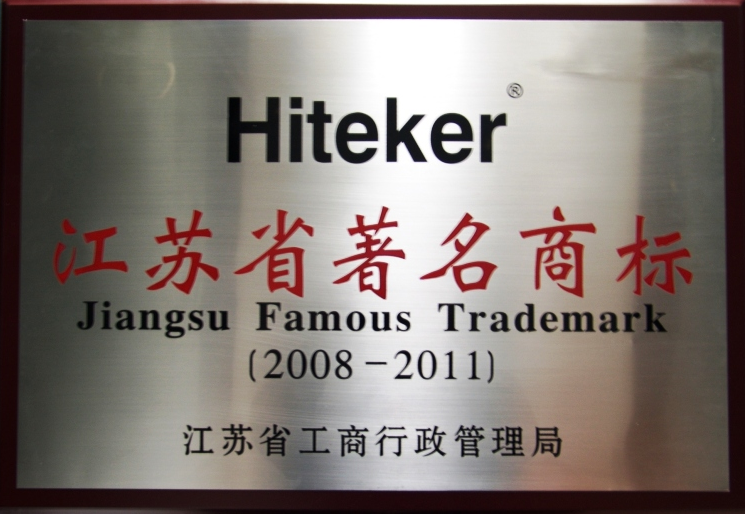 Hiteker®
江苏省著名商标
Jiangsu Famous Trademark
(2008-2011)
江苏省工商行政管理局